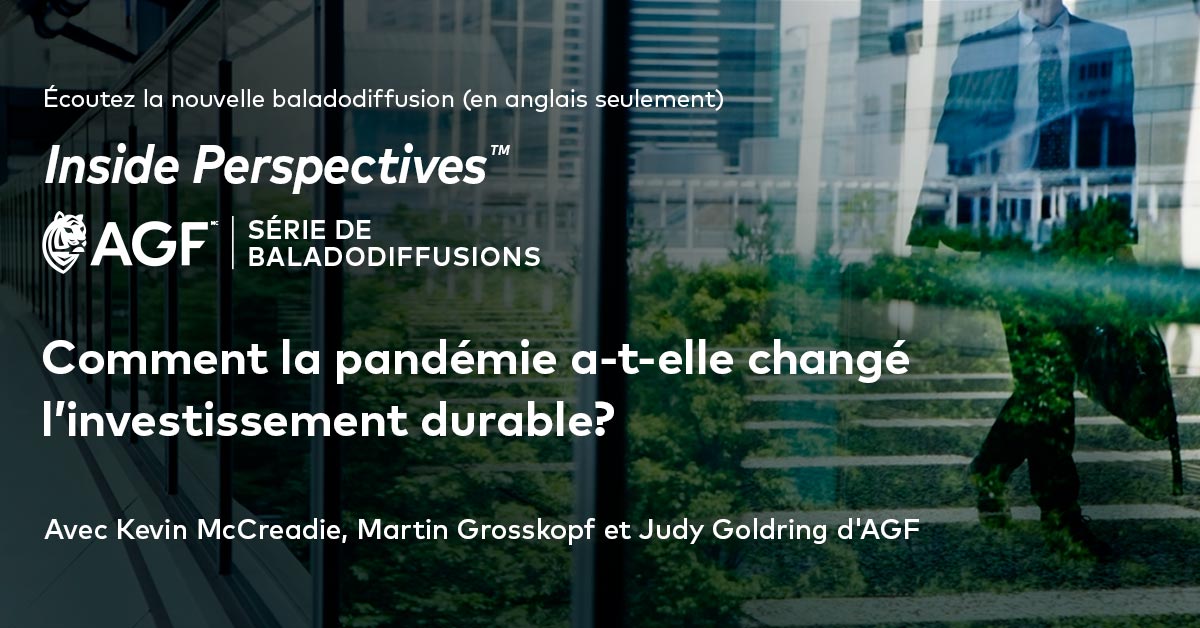 Écoutez la nouvelle baladodiffusion (en anglais seulement)
Inside Perspectives™
AGF MC | SÉRIE DE
BALADODIFFUSIONS
Comment la pandémie a-t-elle changé
l’investissement durable?
Avec Kevin McCreadie, Martin Grosskopf et Judy Goldring d'AGF